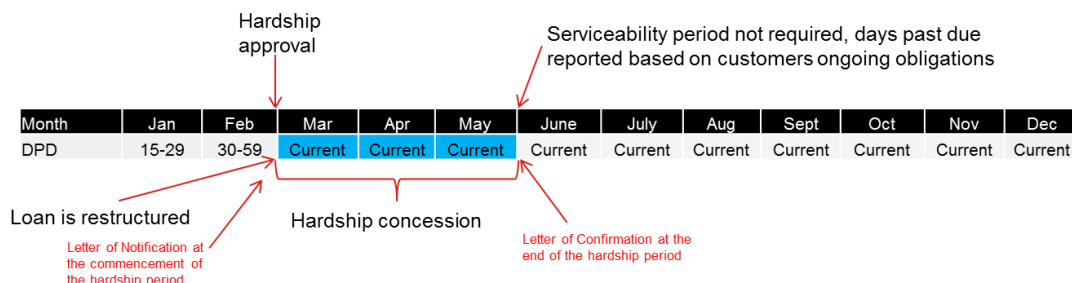 Hardship
approval
Serviceability period not required, days past due
reported based on customers ongoing obligations
Month Jan Feb Mar Apr May June July Aug Sept Oct Nov Dec
DPD 15-29 30-59 Current Current Current Current Current Current Current Current Current Current
Loan is restructured
Hardship concession
Letter of Notification at
the commencement of
the hardship period
Letter of Confirmation at the
end of the hardship period